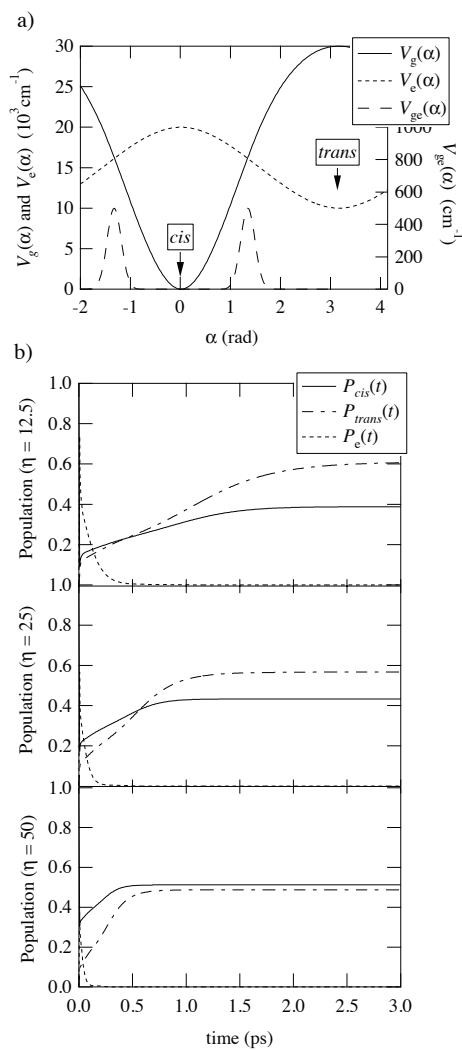 a)
30
25
20
15
10
5
0
V_g(α) and V_e(α) (10^3 cm^-1)
V_g(α)
V_e(α)
V_ge(α)
1000
800
600
400
200
0
V_ge(α) (cm^-1)
cis
trans
-2 -1 0 1 2 3 4
α (rad)
b)
P_cis(t)
P_trans(t)
P_e(t)
1.0
0.8
0.6
0.4
0.2
Population (η = 12.5)
1.0
0.8
0.6
0.4
0.2
Population (η = 25)
1.0
0.8
0.6
0.4
0.2
0.0
Population (η = 50)
0.0 0.5 1.0 1.5 2.0 2.5 3.0
time (ps)